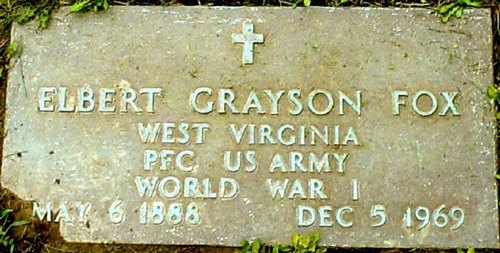 ELBERT GRAYSON FOX
WEST VIRGINIA
PFC US ARMY
WORLD WAR I
MAY 6 1888 DEC 5 1969